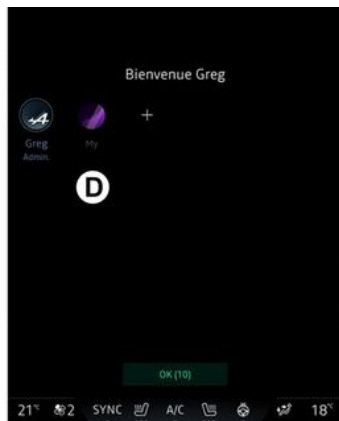 Bienvenue Greg
Greg
Admin.
My
+
D
OK (10)
21°C 2 SYNC A/C 18°C